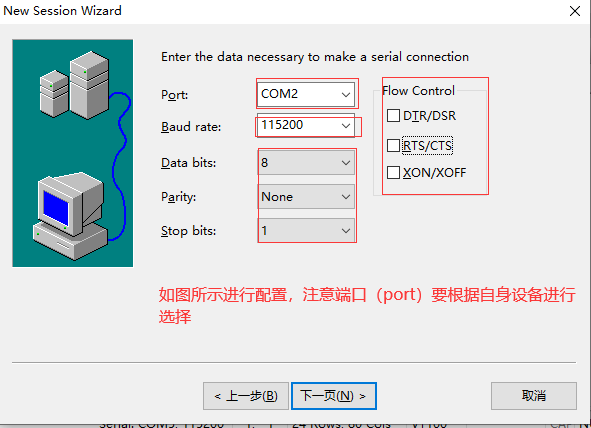 New Session Wizard
Enter the data necessary to make a serial connection
Port: COM2
Baud rate: 115200
Data bits: 8
Parity: None
Stop bits: 1
Flow Control
DTR/DSR
RTS/CTS
XON/XOFF
如图所示进行配置，注意端口（port）要根据自身设备进行
选择
< 上一步(B) 下一页(N) > 取消